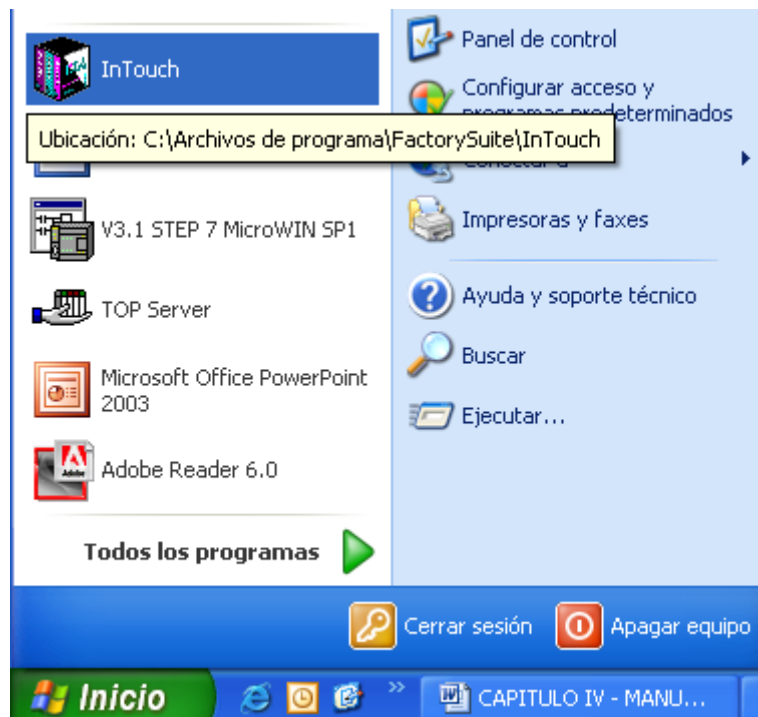 InTouch
Ubicación: C:\Archivos de programa\FactorySuite\InTouch
V3.1 STEP 7 MicroWIN SP1
TOP Server
Microsoft Office PowerPoint
2003
Adobe Reader 6.0
Todos los programas
Panel de control
Configurar acceso y
programas predeterminados
Conectar a
Impresoras y faxes
Ayuda y soporte técnico
Buscar
Ejecutar...
Cerrar sesión
Apagar equipo
Inicio
CAPITULO IV - MANU...